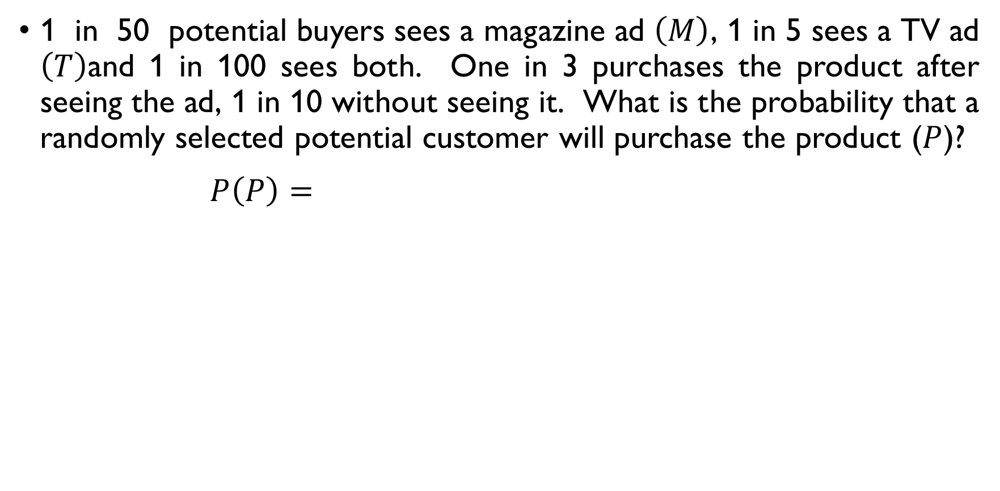 • 1 in 50 potential buyers sees a magazine ad (M), 1 in 5 sees a TV ad
(T)and 1 in 100 sees both. One in 3 purchases the product after
seeing the ad, 1 in 10 without seeing it. What is the probability that a
randomly selected potential customer will purchase the product (P)?
P(P) =